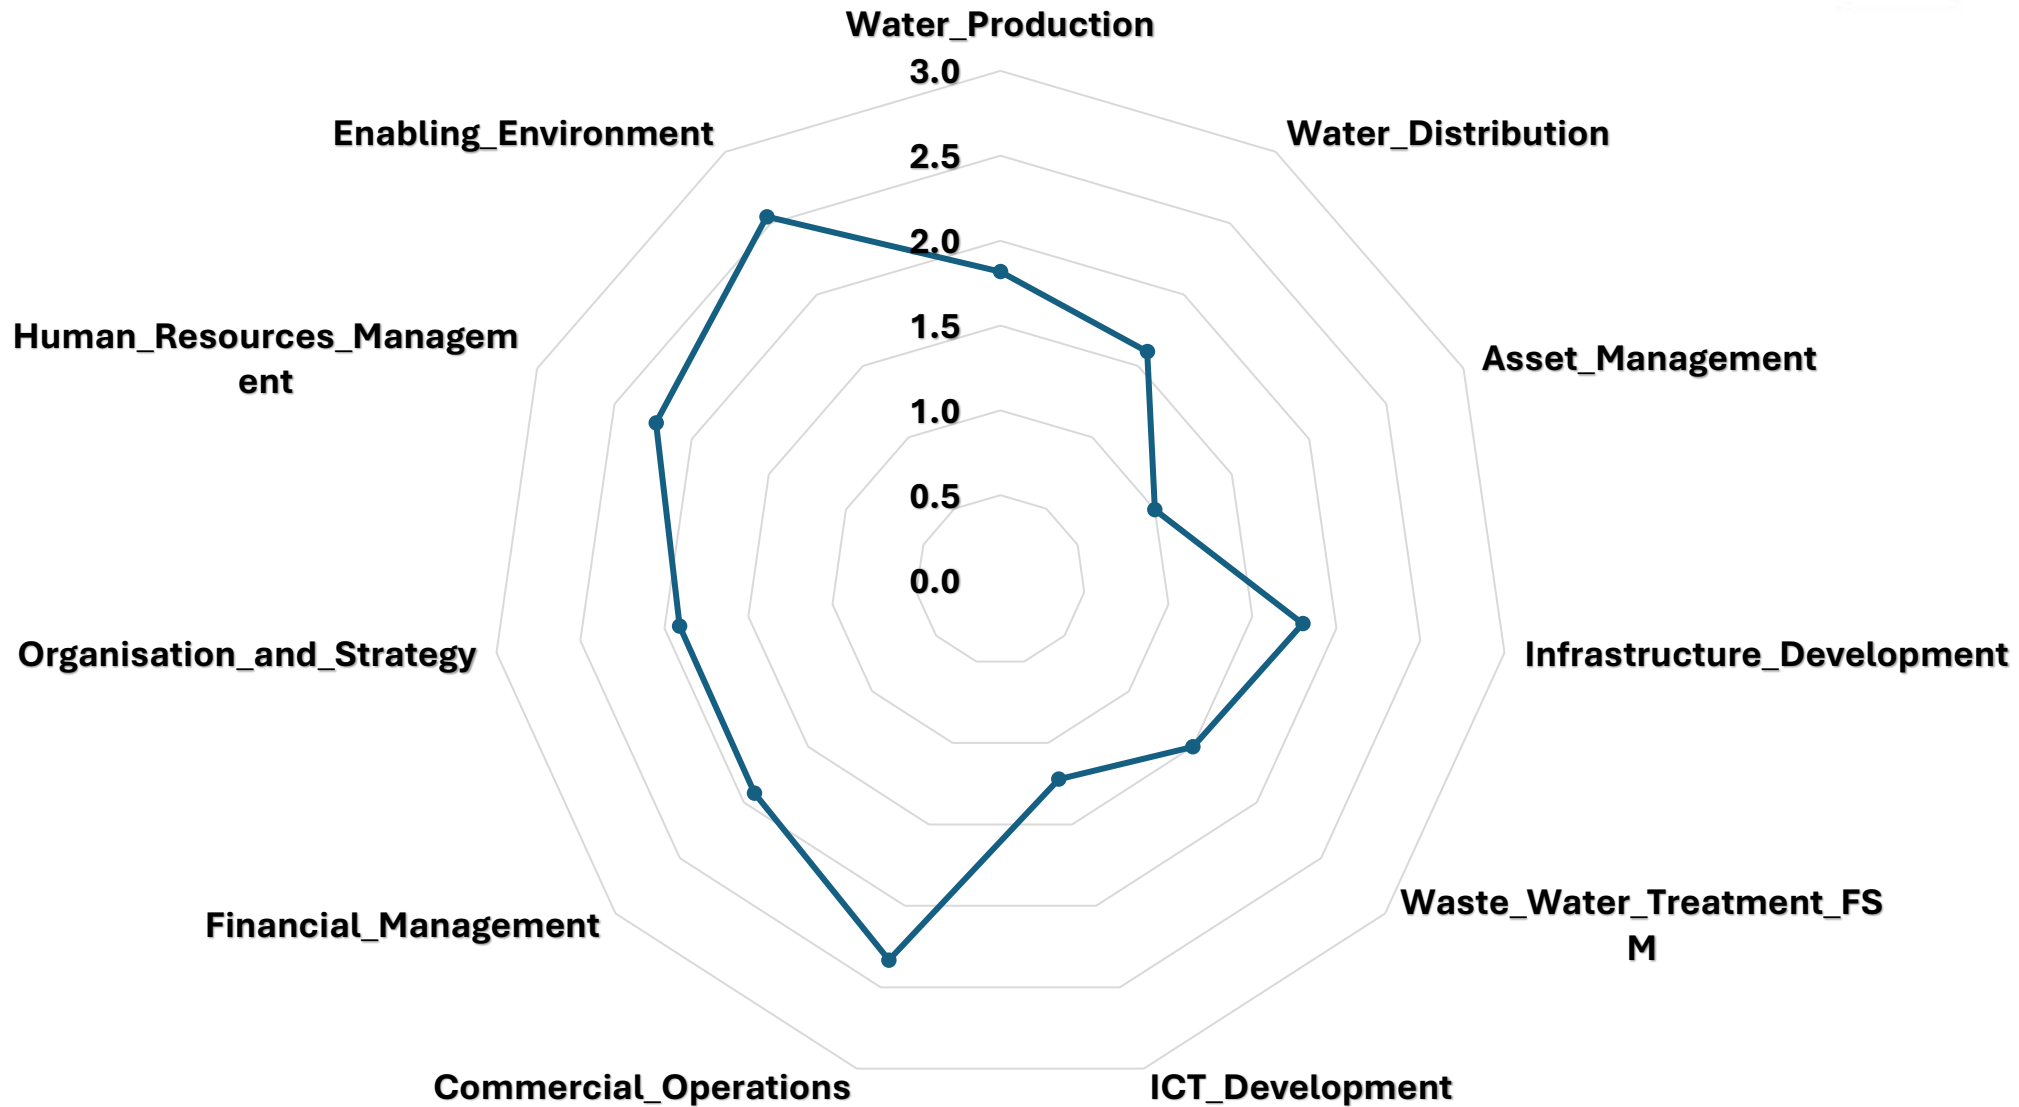 Water_Production
3.0
2.5
2.0
1.5
1.0
0.5
0.0
Water_Distribution
Asset_Management
Infrastructure_Development
Waste_Water_Treatment_FS
M
ICT_Development
Commercial_Operations
Financial_Management
Organisation_and_Strategy
Human_Resources_Managem
ent
Enabling_Environment